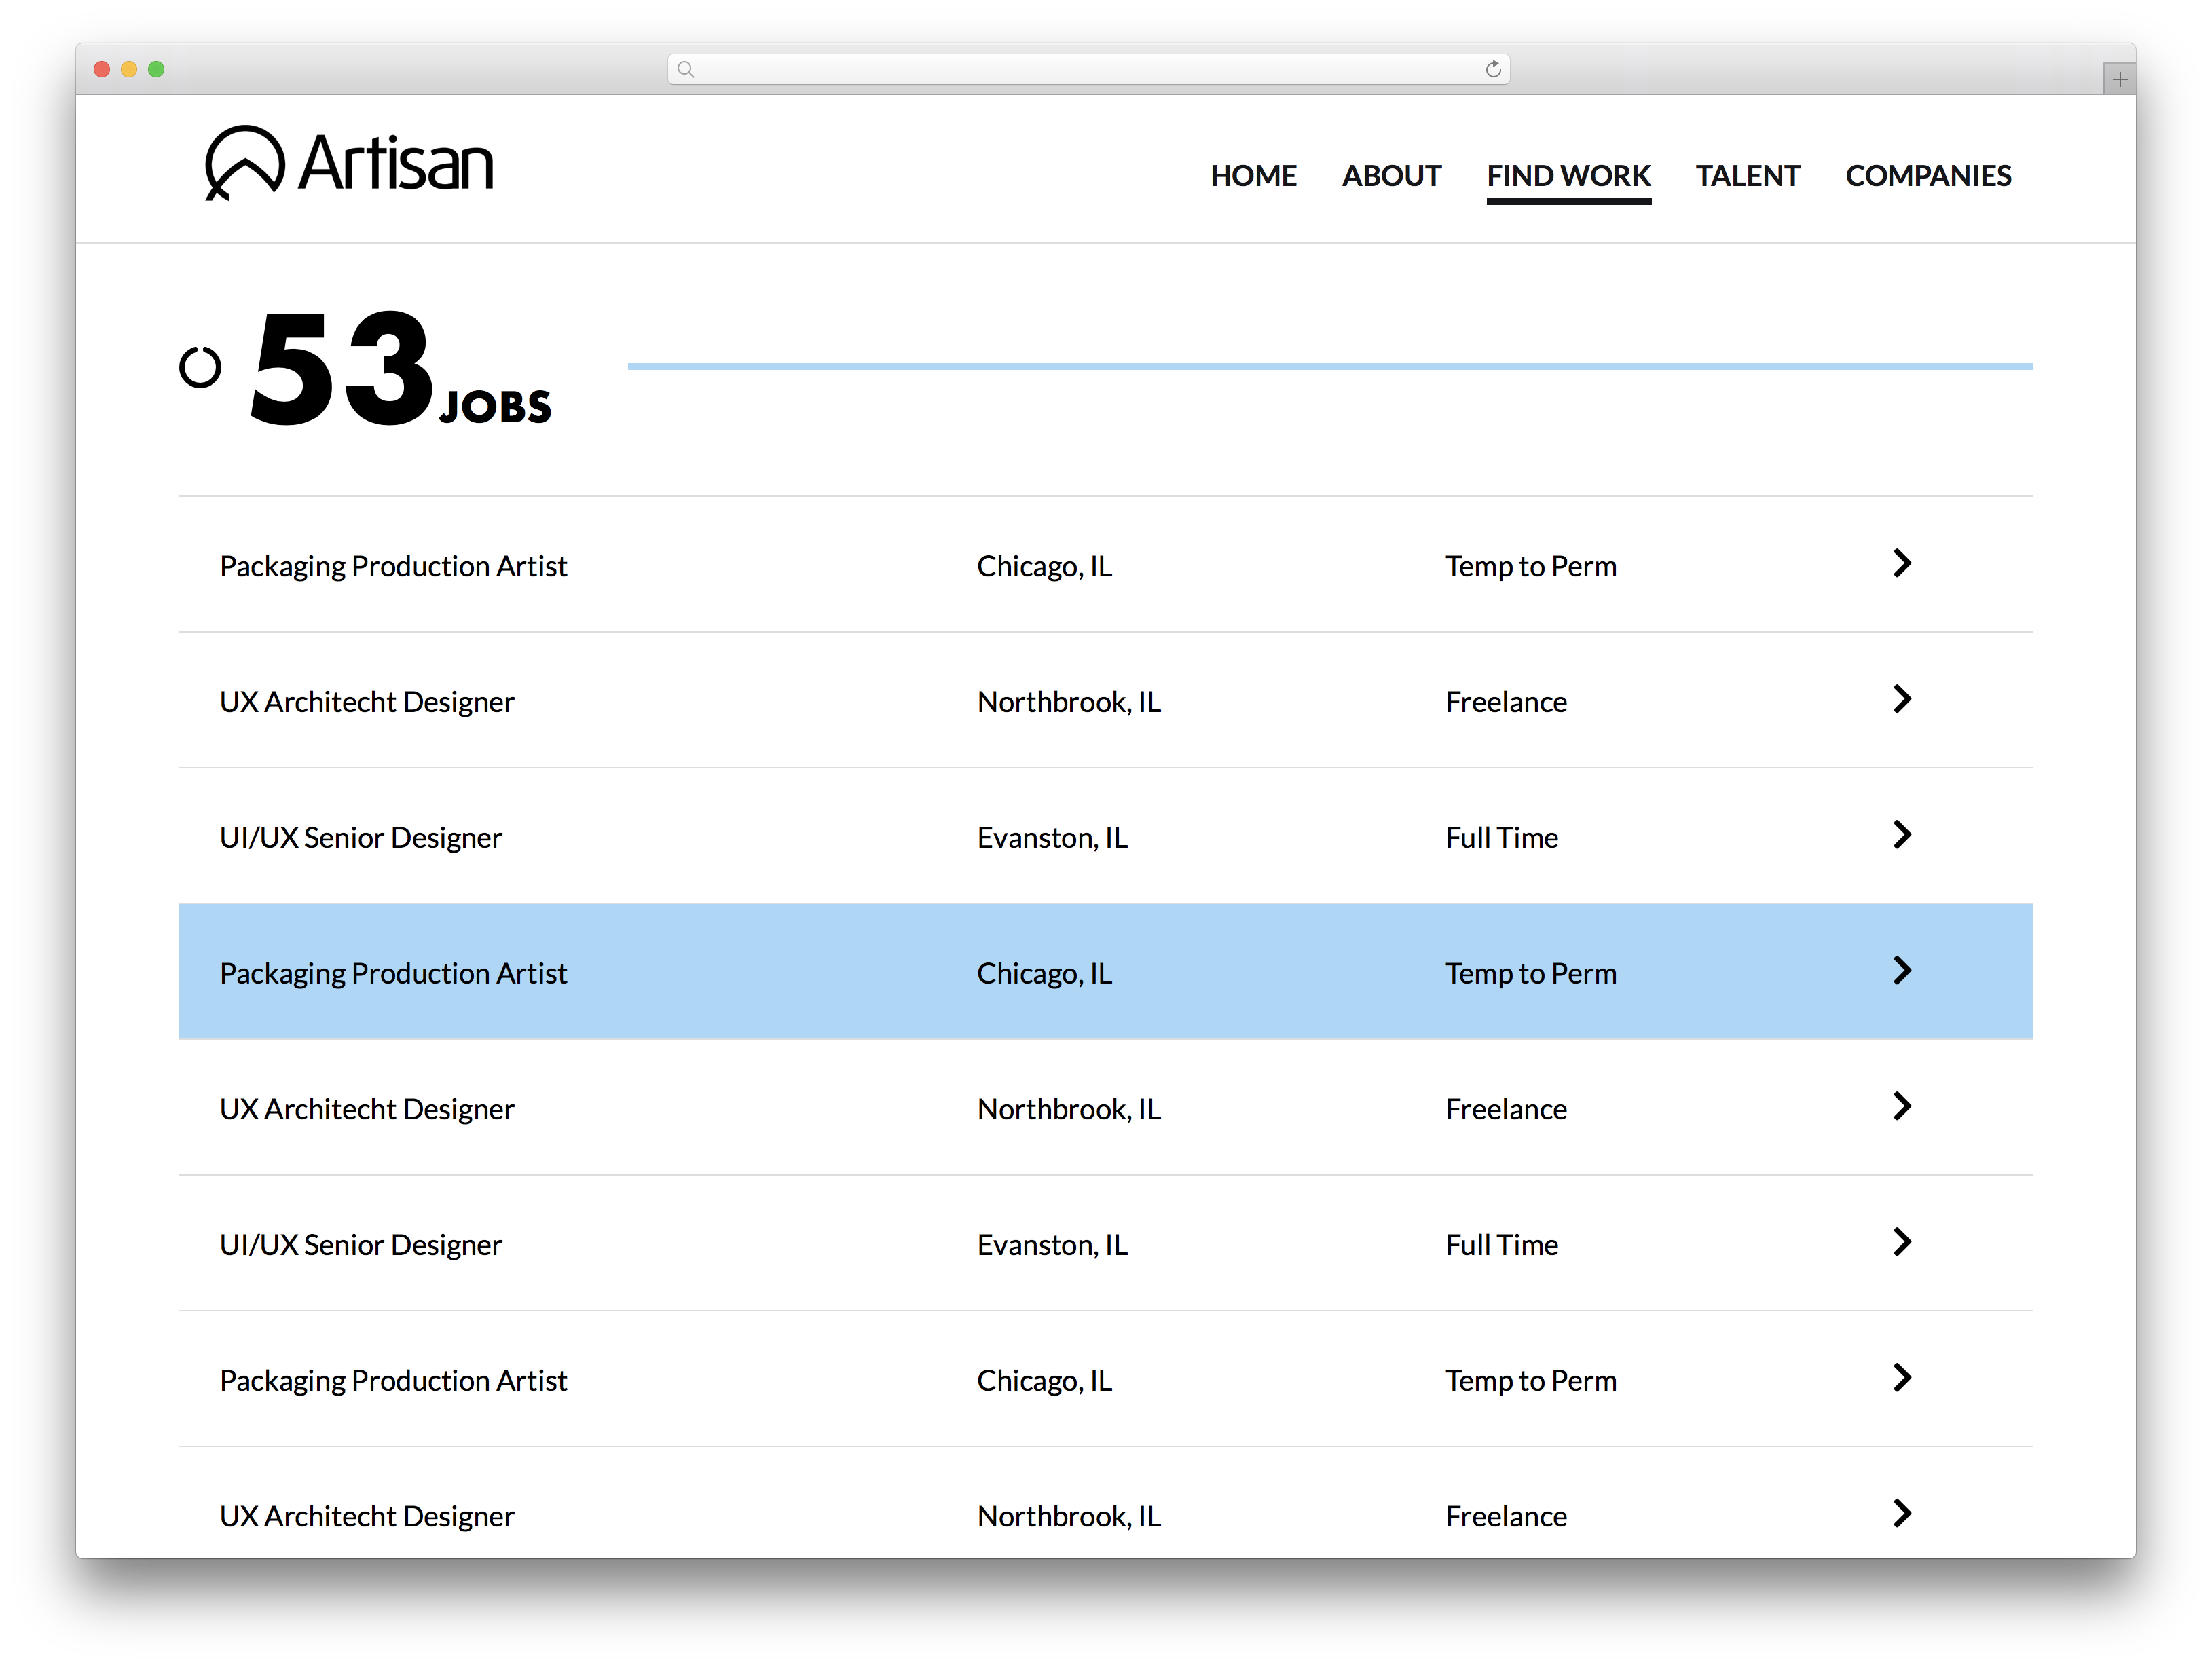 Artisan
HOME ABOUT FIND WORK TALENT COMPANIES
53 JOBS
Packaging Production Artist Chicago, IL Temp to Perm
UX Architecht Designer Northbrook, IL Freelance
UI/UX Senior Designer Evanston, IL Full Time
Packaging Production Artist Chicago, IL Temp to Perm
UX Architecht Designer Northbrook, IL Freelance
UI/UX Senior Designer Evanston, IL Full Time
Packaging Production Artist Chicago, IL Temp to Perm
UX Architecht Designer Northbrook, IL Freelance